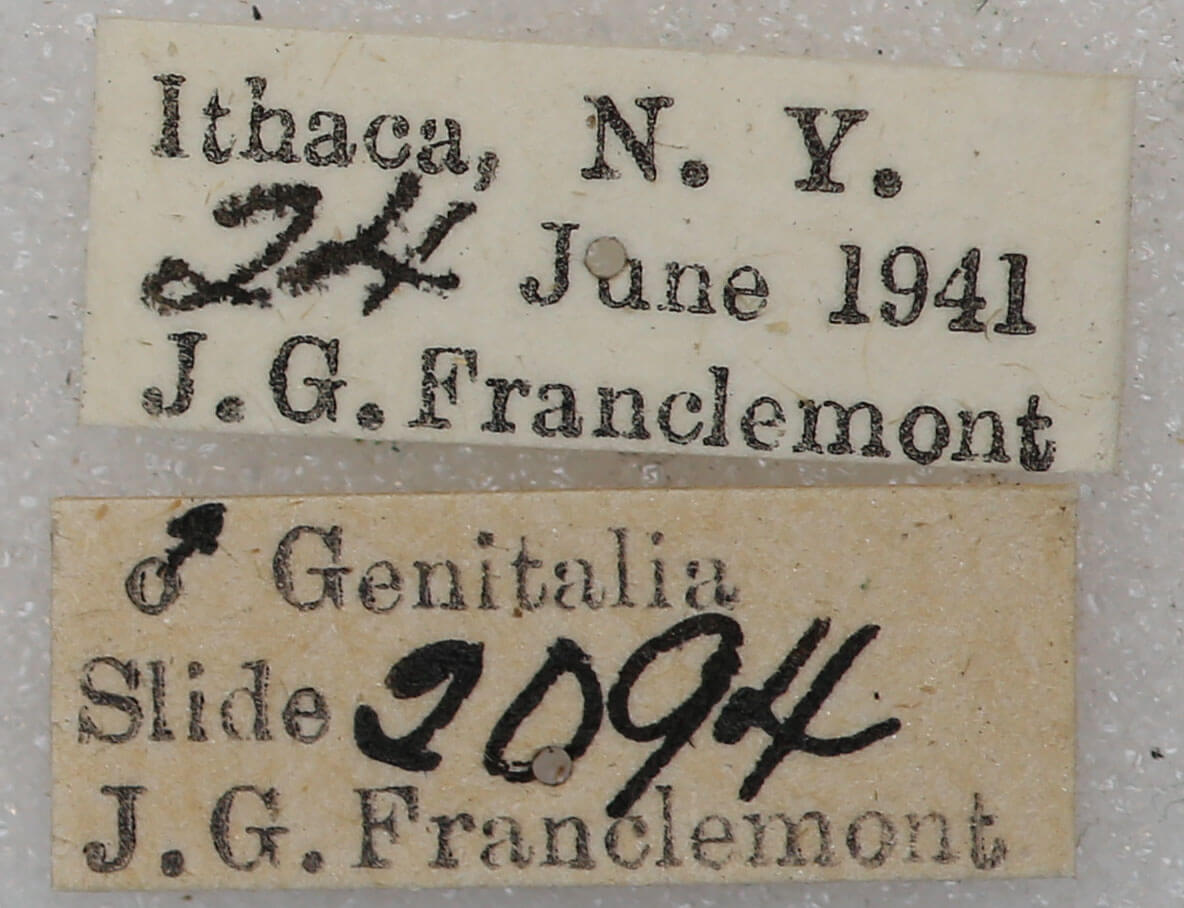 Ithaca, N. Y.
24 June 1941
J. G. Franclemont
♂ Genitalia
Slide 2094
J. G. Franclemont